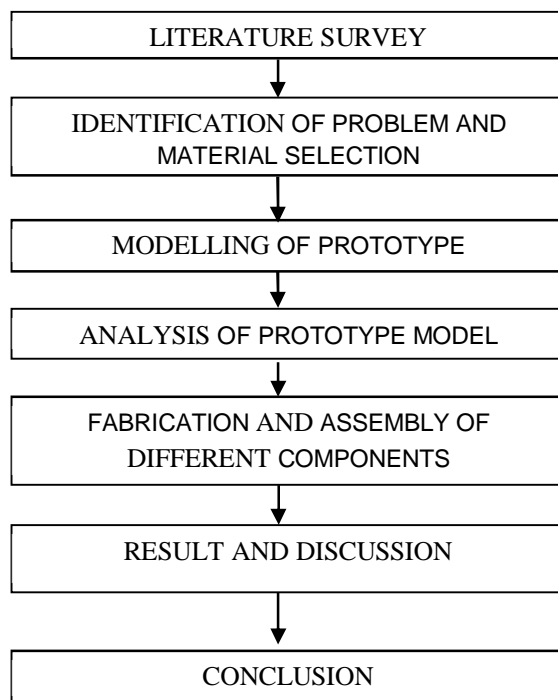 LITERATURE SURVEY
IDENTIFICATION OF PROBLEM AND
MATERIAL SELECTION
MODELLING OF PROTOTYPE
ANALYSIS OF PROTOTYPE MODEL
FABRICATION AND ASSEMBLY OF
DIFFERENT COMPONENTS
RESULT AND DISCUSSION
CONCLUSION